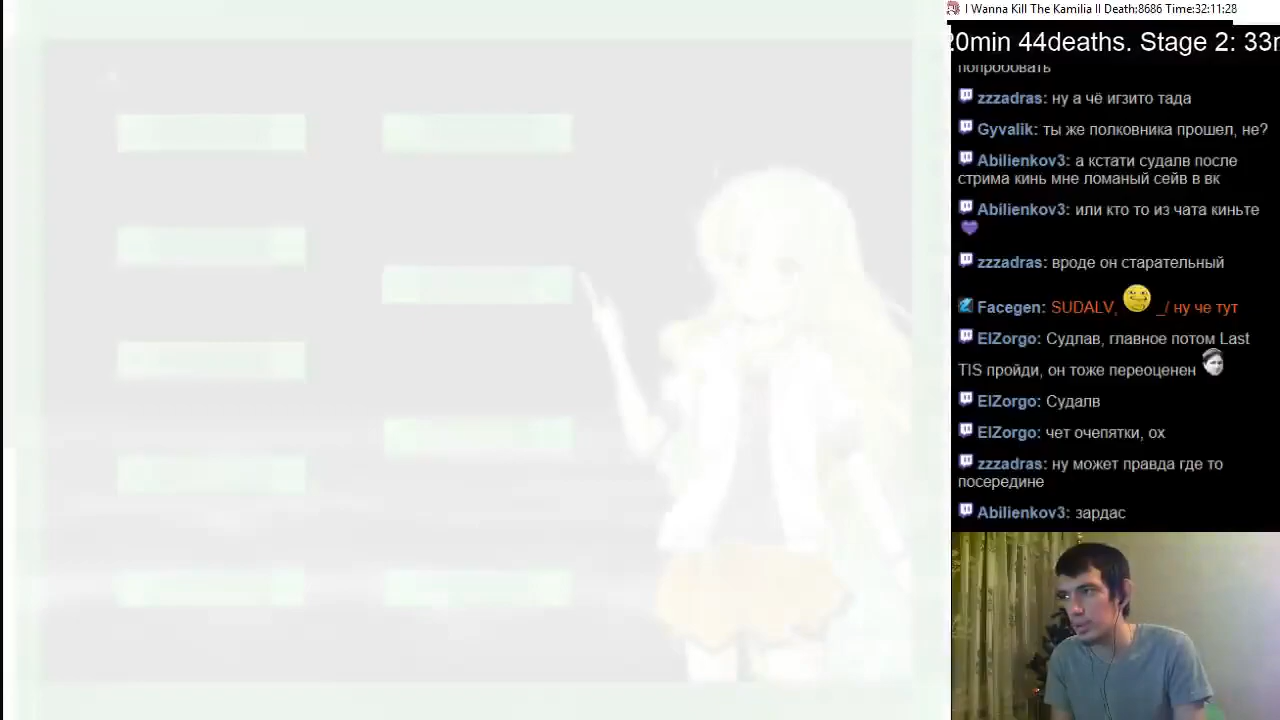 I Wanna Kill The Kamilia II Death:8686 Time:32:11:28
20min 44deaths. Stage 2: 33
попробовать
zzzadras: ну а чё игзито тада
Gyvalik: ты же полковника прошел, не?
Abilienkov3: а кстати судалв после
стрима кинь мне ломаный сейв в вк
Abilienkov3: или кто то из чата киньте
zzzadras: вроде он старательный
Facegen: SUDALV, _/ ну че тут
ElZorgo: Судлав, главное потом Last
TIS пройди, он тоже переоценен
ElZorgo: Судалв
ElZorgo: чет очепятки, ох
zzzadras: ну может правда где то
посередине
Abilienkov3: зардас